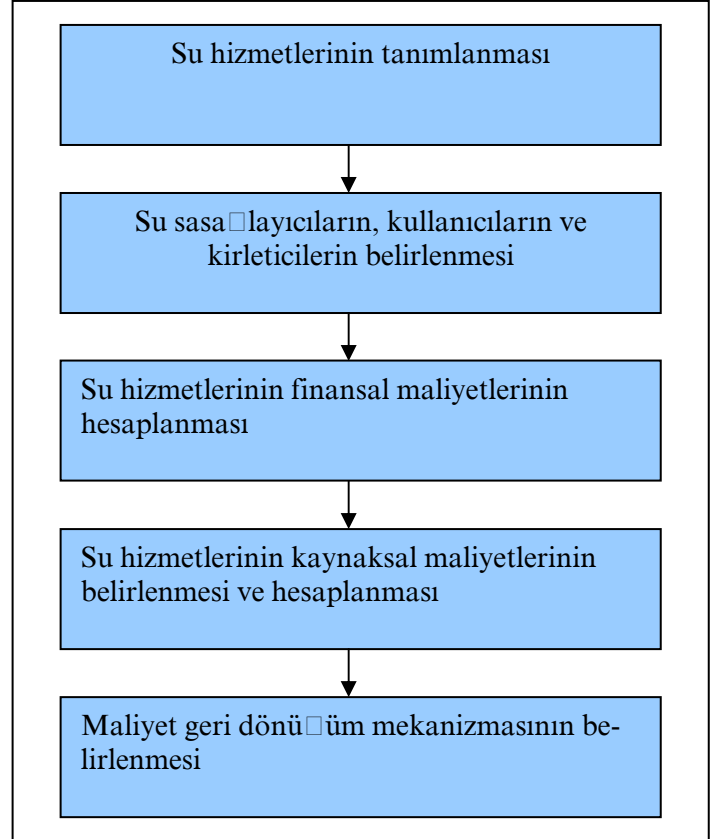 Su hizmetlerinin tanımlanması
Su sasa□layıcıların, kullanıcıların ve
kirleticilerin belirlenmesi
Su hizmetlerinin finansal maliyetlerinin
hesaplanması
Su hizmetlerinin kaynaksal maliyetlerinin
belirlenmesi ve hesaplanması
Maliyet geri dönü□üm mekanizmasının be-
lirlenmesi